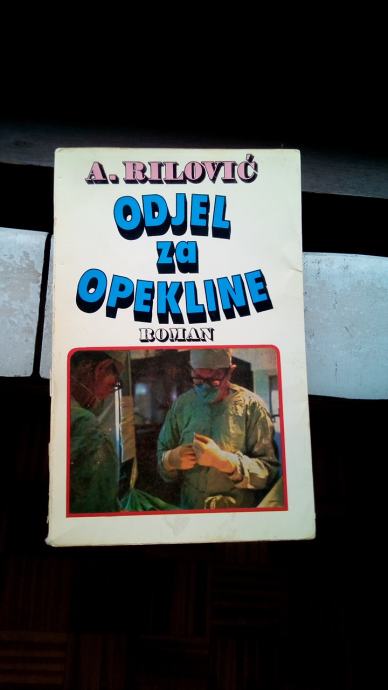 A. RILOVIĆ
ODJEL
za
OPEKLINE
ROMAN